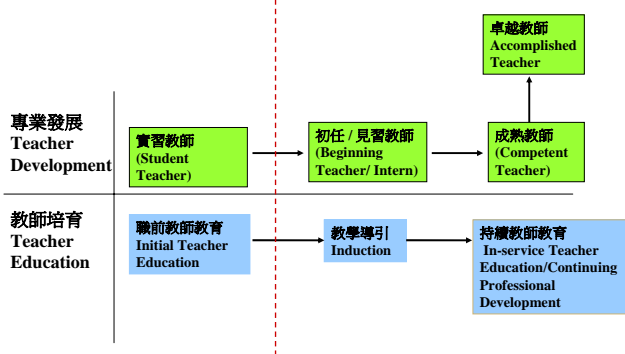 卓越教師
Accomplished
Teacher
專業發展
Teacher
Development
實習教師
(Student
Teacher)
初任 / 見習教師
(Beginning
Teacher/ Intern)
成熟教師
(Competent
Teacher)
教師培育
Teacher
Education
職前教師教育
Initial Teacher
Education
教學導引
Induction
持續教師教育
In-service Teacher
Education/Continuing
Professional
Development